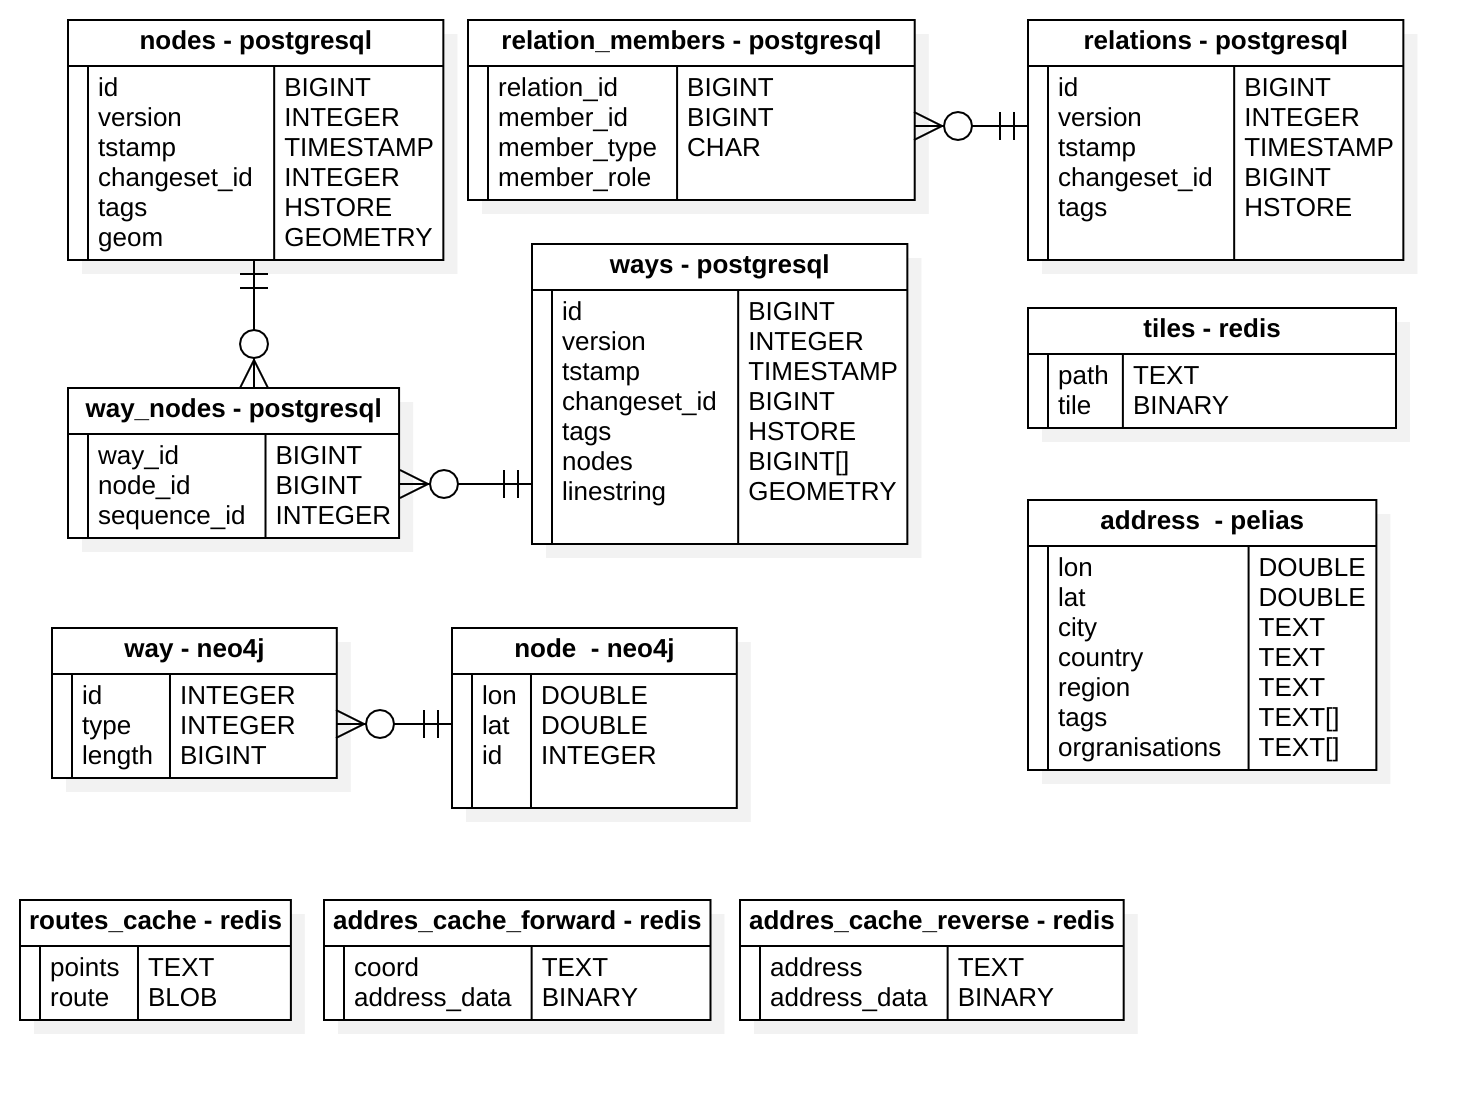 nodes - postgresql
id BIGINT
version INTEGER
tstamp TIMESTAMP
changeset_id INTEGER
tags HSTORE
geom GEOMETRY
relation_members - postgresql
relation_id BIGINT
member_id BIGINT
member_type CHAR
member_role
relations - postgresql
id BIGINT
version INTEGER
tstamp TIMESTAMP
changeset_id BIGINT
tags HSTORE
ways - postgresql
id BIGINT
version INTEGER
tstamp TIMESTAMP
changeset_id BIGINT
tags HSTORE
nodes BIGINT[]
linestring GEOMETRY
tiles - redis
path TEXT
tile BINARY
way_nodes - postgresql
way_id BIGINT
node_id BIGINT
sequence_id INTEGER
address  - pelias
lon DOUBLE
lat DOUBLE
city TEXT
country TEXT
region TEXT
tags TEXT[]
orgranisations TEXT[]
way - neo4j
id INTEGER
type INTEGER
length BIGINT
node  - neo4j
lon DOUBLE
lat DOUBLE
id INTEGER
routes_cache - redis
points TEXT
route BLOB
addres_cache_forward - redis
coord TEXT
address_data BINARY
addres_cache_reverse - redis
address TEXT
address_data BINARY